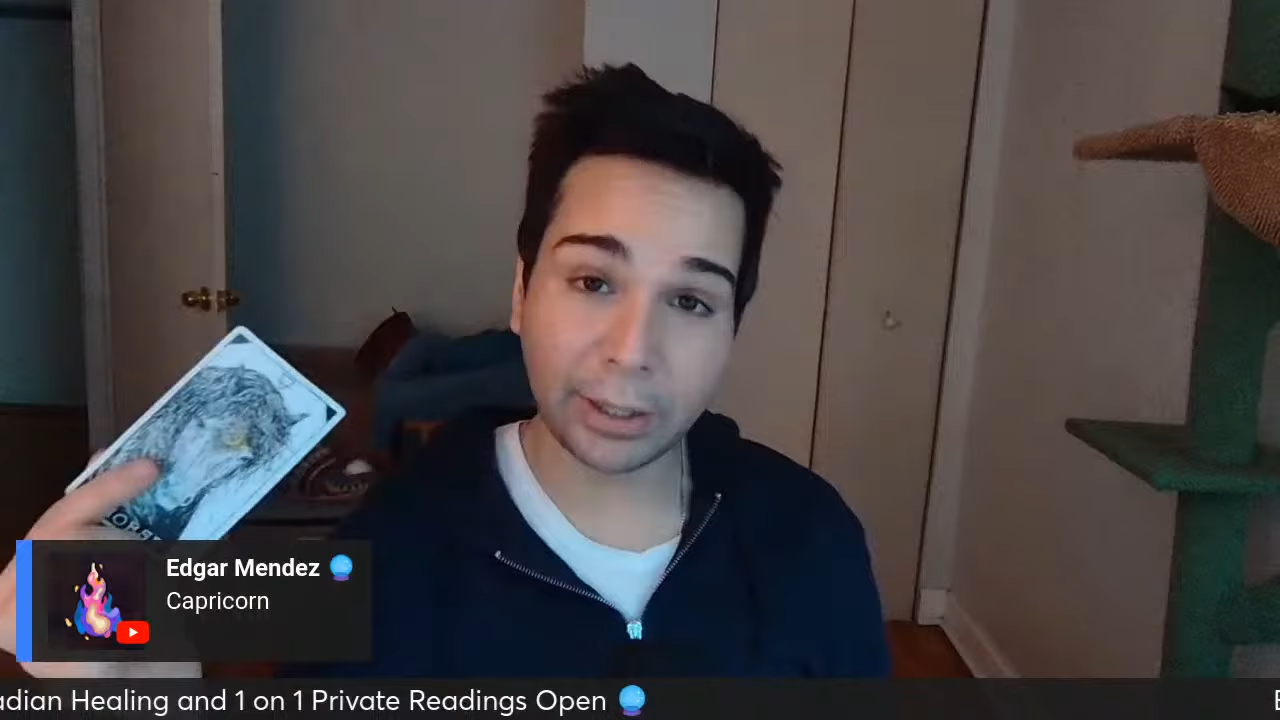 Edgar Mendez
Capricorn
adian Healing and 1 on 1 Private Readings Open